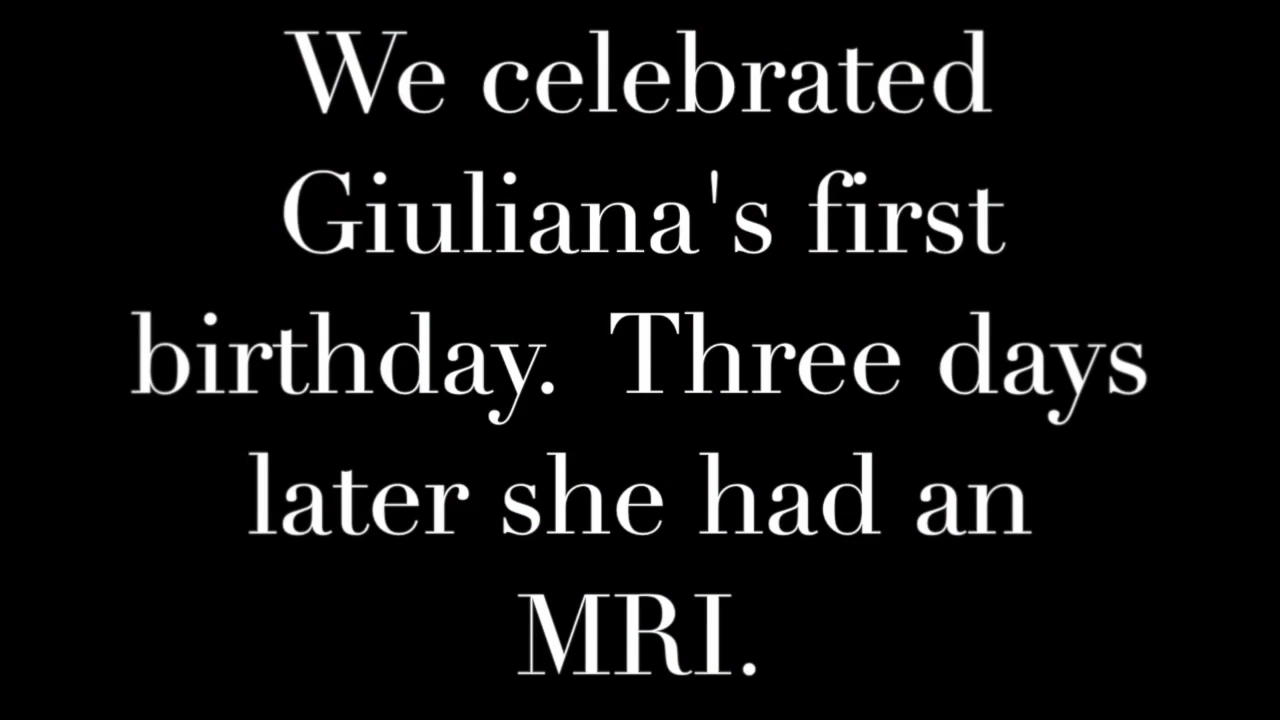 We celebrated
Giuliana's first
birthday.  Three days
later she had an
MRI.